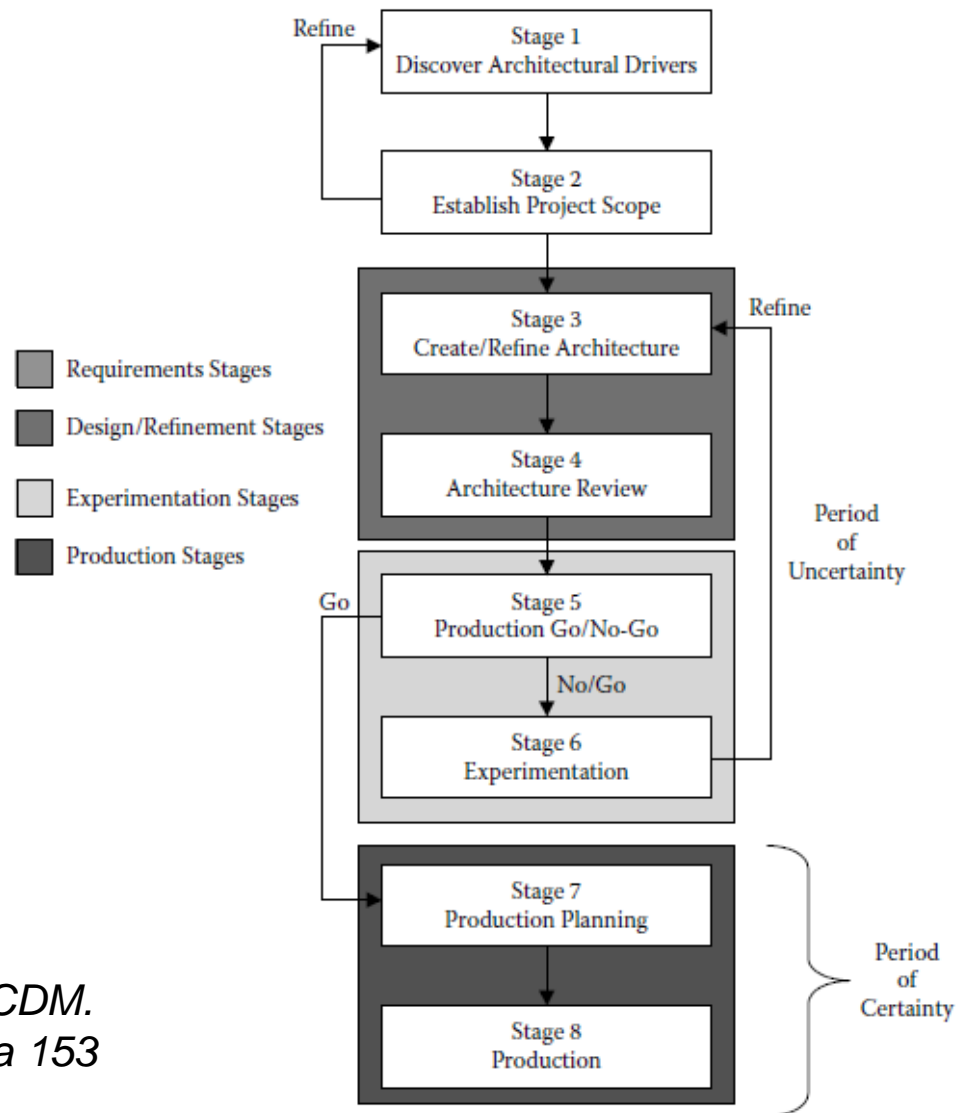 Refine
Stage 1
Discover Architectural Drivers
Stage 2
Establish Project Scope
Stage 3
Create/Refine Architecture
Refine
Stage 4
Architecture Review
Requirements Stages
Design/Refinement Stages
Experimentation Stages
Production Stages
Period
of
Uncertainty
Go
Stage 5
Production Go/No-Go
No/Go
Stage 6
Experimentation
Stage 7
Production Planning
Stage 8
Production
Period
of
Certainty
CDM.
a 153